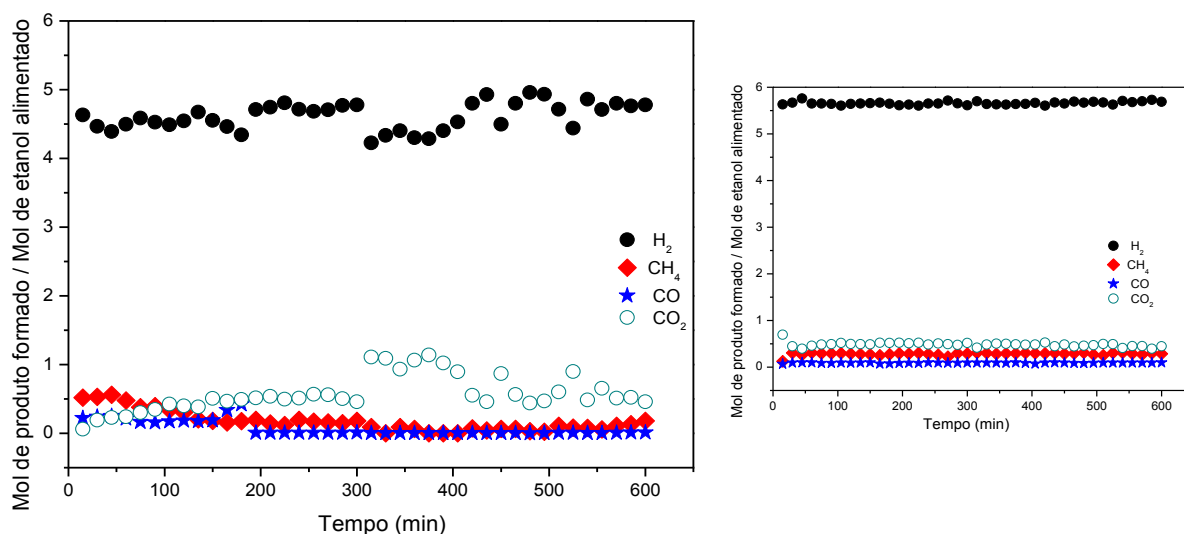 Mol de produto formado / Mol de etanol alimentado
6
5
4
3
2
1
0
H₂
CH₄
CO
CO₂
0 100 200 300 400 500 600
Tempo (min)
Mol de produto formado / Mol de etanol alimentado
6
5
4
3
2
1
0
H₂
CH₄
CO
CO₂
0 100 200 300 400 500 600
Tempo (min)